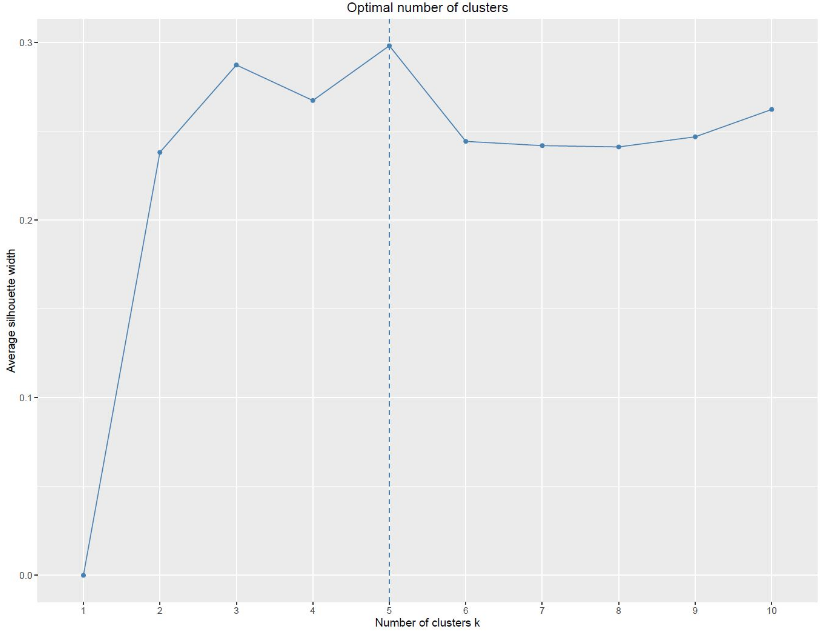 Optimal number of clusters
0.3
0.2
0.1
0.0
Average silhouette width
1 2 3 4 5 6 7 8 9 10
Number of clusters k